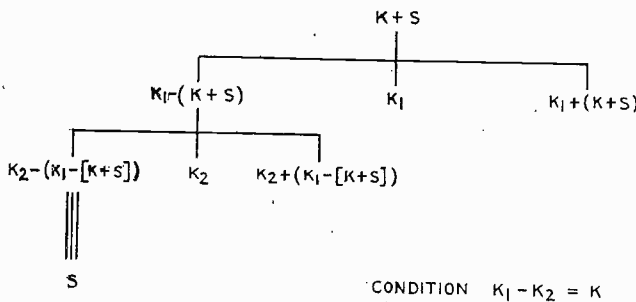 K+S
K₁-(K+S) K₁ K₁+(K+S)
K₂-(K₁-[K+S]) K₂ K₂+(K₁-[K+S])
S
CONDITION K₁-K₂ = K